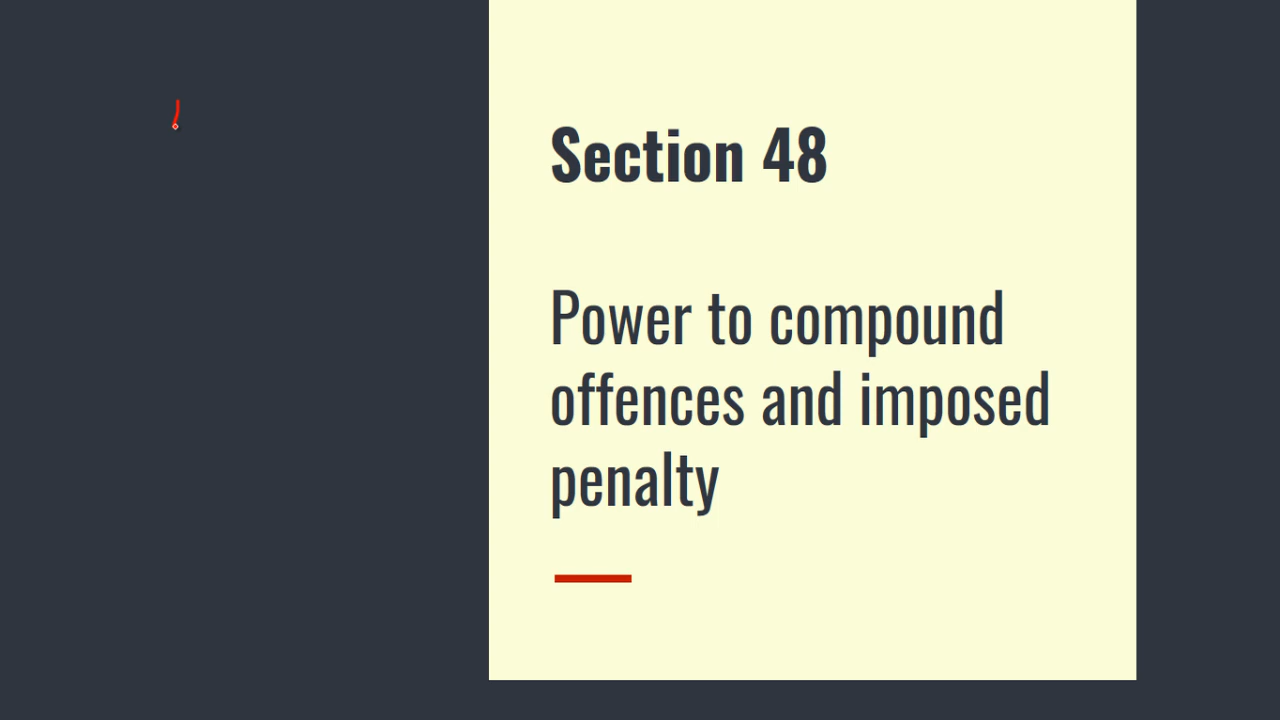 Section 48
Power to compound
offences and imposed
penalty